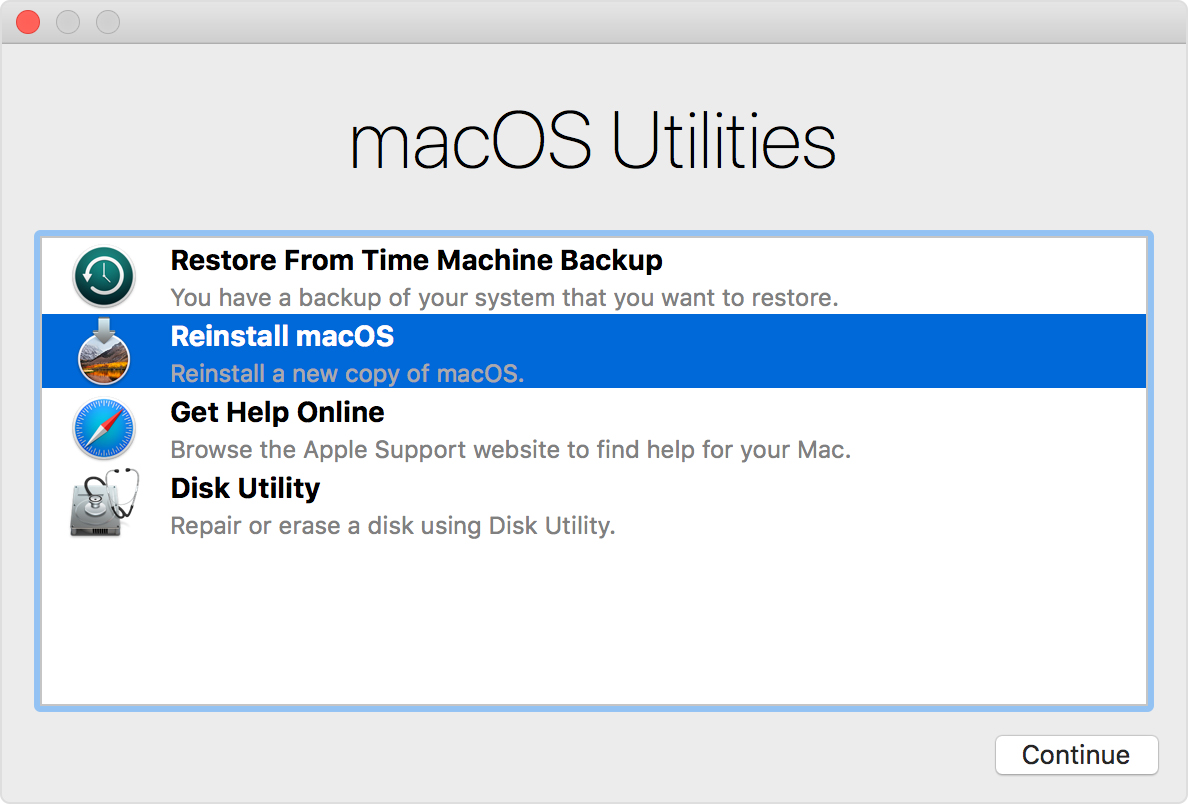 macOS Utilities
Restore From Time Machine Backup
You have a backup of your system that you want to restore.
Reinstall macOS
Reinstall a new copy of macOS.
Get Help Online
Browse the Apple Support website to find help for your Mac.
Disk Utility
Repair or erase a disk using Disk Utility.
Continue